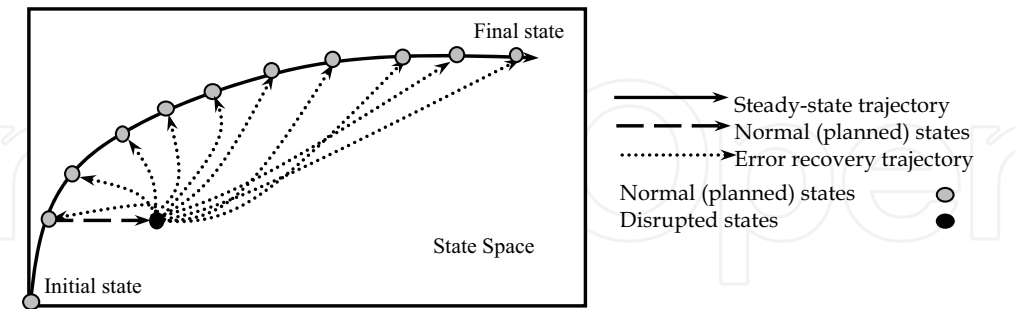 Final state
State Space
Initial state
Steady-state trajectory
Normal (planned) states
Error recovery trajectory
Normal (planned) states
Disrupted states
Open